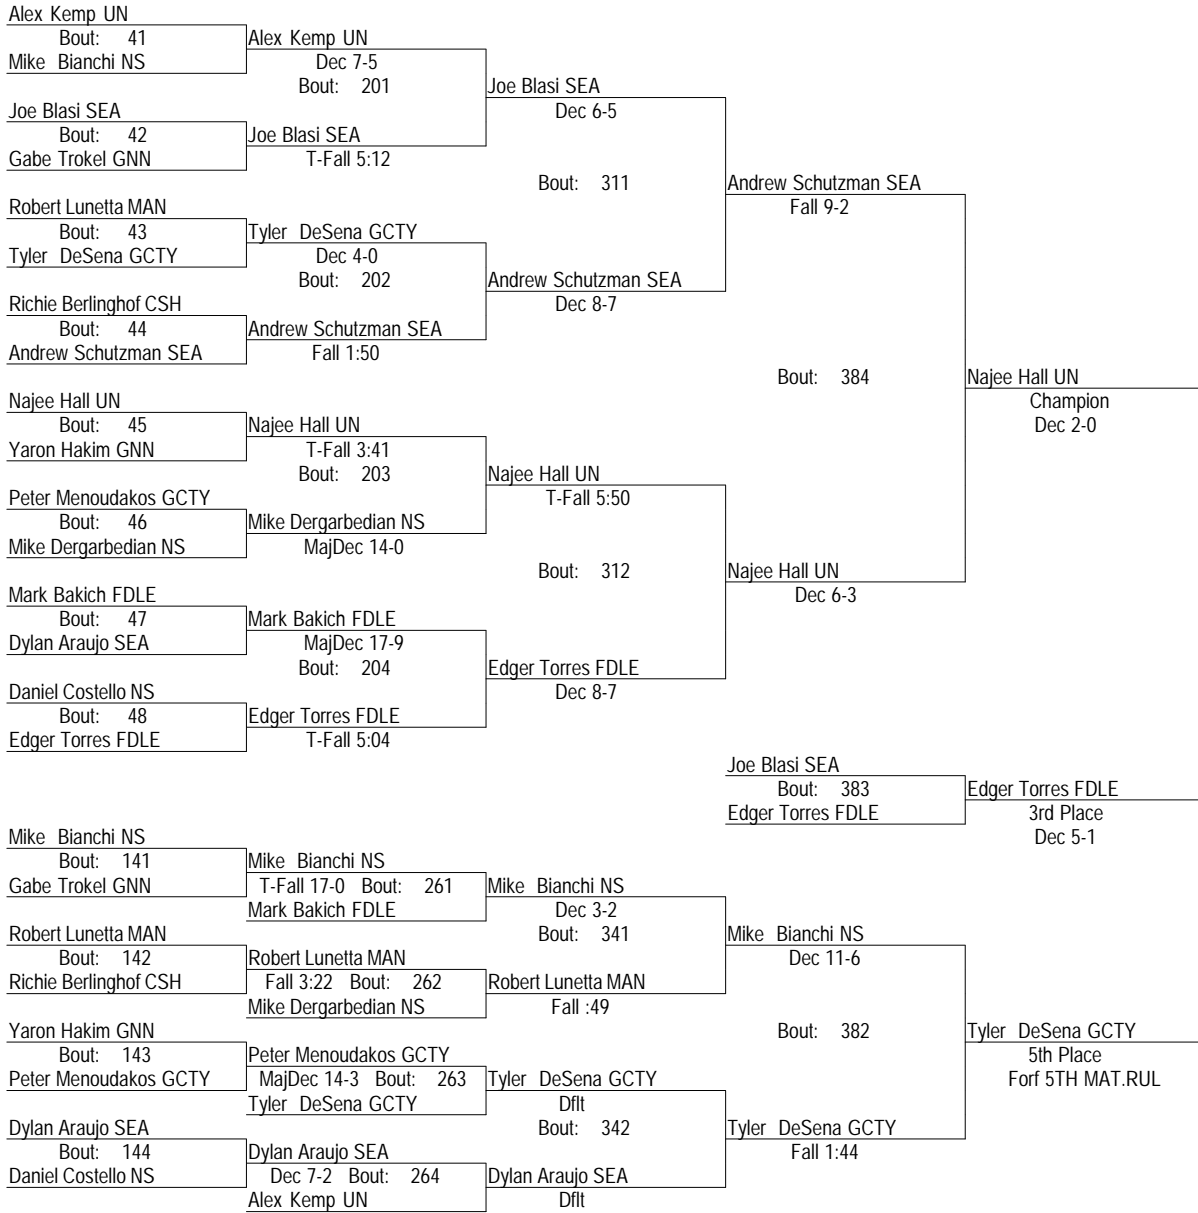 Alex Kemp UN
Bout: 41
Alex Kemp UN
Mike Bianchi NS
Dec 7-5
Bout: 201
Joe Blasi SEA
Joe Blasi SEA
Dec 6-5
Bout: 42
Joe Blasi SEA
Gabe Trokel GNN
T-Fall 5:12
Bout: 311
Andrew Schutzman SEA
Robert Lunetta MAN
Fall 9-2
Bout: 43
Tyler DeSena GCTY
Tyler DeSena GCTY
Dec 4-0
Bout: 202
Andrew Schutzman SEA
Richie Berlinghof CSH
Dec 8-7
Bout: 44
Andrew Schutzman SEA
Andrew Schutzman SEA
Fall 1:50
Bout: 384
Najee Hall UN
Najee Hall UN
Champion
Bout: 45
Najee Hall UN
Dec 2-0
Yaron Hakim GNN
T-Fall 3:41
Bout: 203
Najee Hall UN
Peter Menoudakos GCTY
T-Fall 5:50
Bout: 46
Mike Dergarbedian NS
Mike Dergarbedian NS
MajDec 14-0
Bout: 312
Najee Hall UN
Mark Bakich FDLE
Dec 6-3
Bout: 47
Mark Bakich FDLE
Dylan Araujo SEA
MajDec 17-9
Bout: 204
Edger Torres FDLE
Daniel Costello NS
Dec 8-7
Bout: 48
Edger Torres FDLE
Edger Torres FDLE
T-Fall 5:04
Joe Blasi SEA
Bout: 383
Edger Torres FDLE
Edger Torres FDLE
3rd Place
Dec 5-1
Mike Bianchi NS
Bout: 141
Mike Bianchi NS
Gabe Trokel GNN
T-Fall 17-0 Bout: 261
Mike Bianchi NS
Mark Bakich FDLE
Dec 3-2
Robert Lunetta MAN
Bout: 341
Mike Bianchi NS
Bout: 142
Robert Lunetta MAN
Dec 11-6
Richie Berlinghof CSH
Fall 3:22 Bout: 262
Robert Lunetta MAN
Mike Dergarbedian NS
Fall :49
Yaron Hakim GNN
Bout: 382
Tyler DeSena GCTY
Bout: 143
Peter Menoudakos GCTY
5th Place
Peter Menoudakos GCTY
MajDec 14-3 Bout: 263
Tyler DeSena GCTY
Forf 5TH MAT.RUL
Tyler DeSena GCTY
Dflt
Dylan Araujo SEA
Bout: 342
Tyler DeSena GCTY
Bout: 144
Dylan Araujo SEA
Fall 1:44
Daniel Costello NS
Dec 7-2 Bout: 264
Dylan Araujo SEA
Alex Kemp UN
Dflt